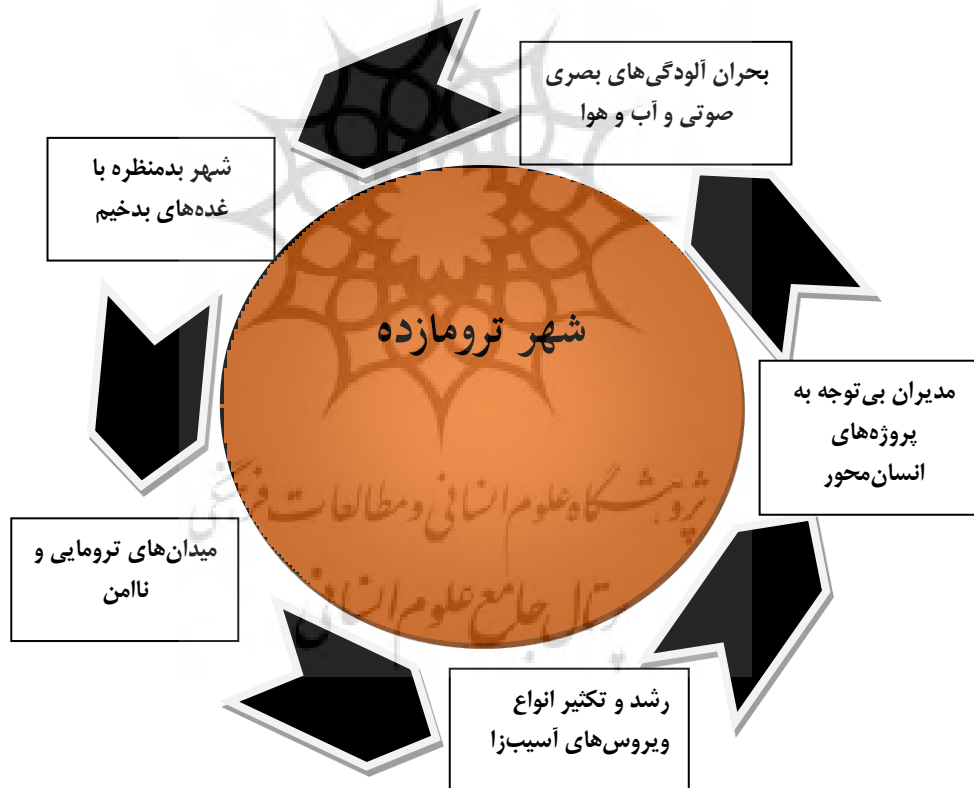 بحران آلودگی‌های بصری
صوتی و آب و هوا
شهر بدمنظره با
غده‌های بدخیم
شهر ترومازده
مدیران بی‌توجه به
پروژه‌های
انسان‌محور
میدان‌های ترومایی و
ناامن
رشد و تکثیر انواع
ویروس‌های آسیب‌زا
پژوهشگاه علوم انسانی و مطالعات فرهنگی
پرتال جامع علوم انسانی